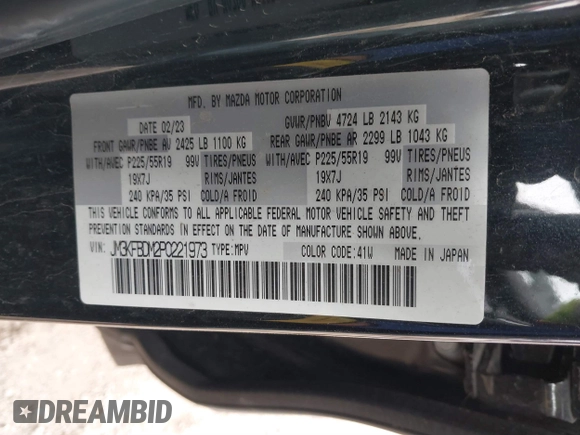 MFD. BY MAZDA MOTOR CORPORATION
DATE 02/23 GVWR/PNBV 4724 LB 2143 KG
FRONT GAWR/PNBE AV 2425 LB 1100 KG REAR GAWR/PNBE AR 2299 LB 1043 KG
WITH/AVEC P225/55R19 99V TIRES/PNEUS WITH/AVEC P225/55R19 99V TIRES/PNEUS
19X7J RIMS/JANTES 19X7J RIMS/JANTES
240 KPA/35 PSI COLD/A FROID 240 KPA/35 PSI COLD/A FROID
THIS VEHICLE CONFORMS TO ALL APPLICABLE FEDERAL MOTOR VEHICLE SAFETY AND
THEFT PREVENTION STANDARDS IN EFFECT ON THE DATE OF MANUFACTURE SHOWN ABOVE.
VIN: JM3KFBDM2P0221973 TYPE: MPV COLOR CODE: 41W MADE IN JAPAN
DREAMBID